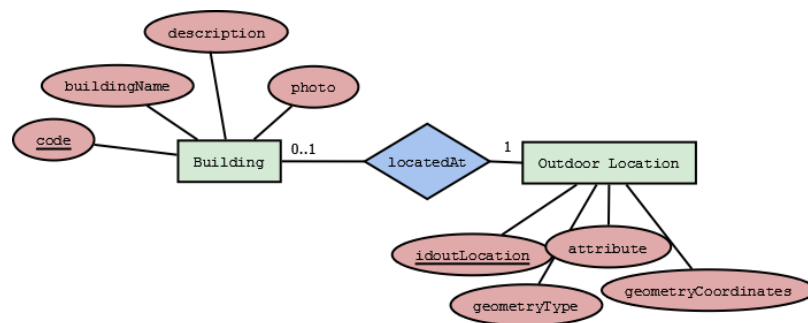 description
buildingName
photo
code
Building
0..1
locatedAt
1
Outdoor Location
idoutLocation
attribute
geometryType
geometryCoordinates